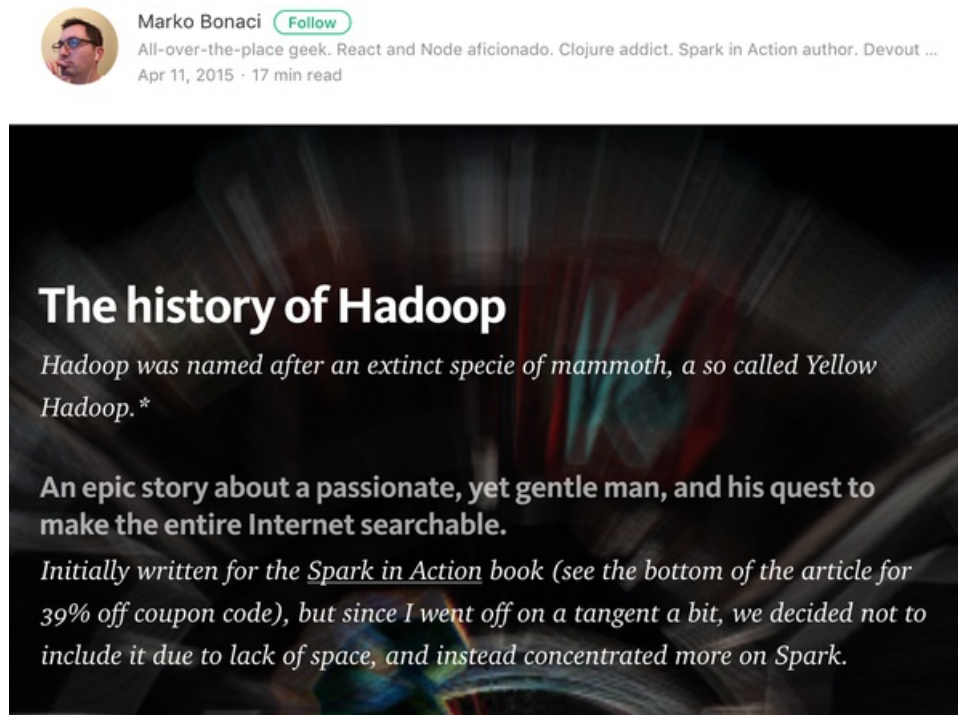 Marko Bonaci Follow
All-over-the-place geek. React and Node aficionado. Clojure addict. Spark in Action author. Devout ...
Apr 11, 2015 · 17 min read
The history of Hadoop
Hadoop was named after an extinct specie of mammoth, a so called Yellow
Hadoop.*
An epic story about a passionate, yet gentle man, and his quest to
make the entire Internet searchable.
Initially written for the Spark in Action book (see the bottom of the article for
39% off coupon code), but since I went off on a tangent a bit, we decided not to
include it due to lack of space, and instead concentrated more on Spark.